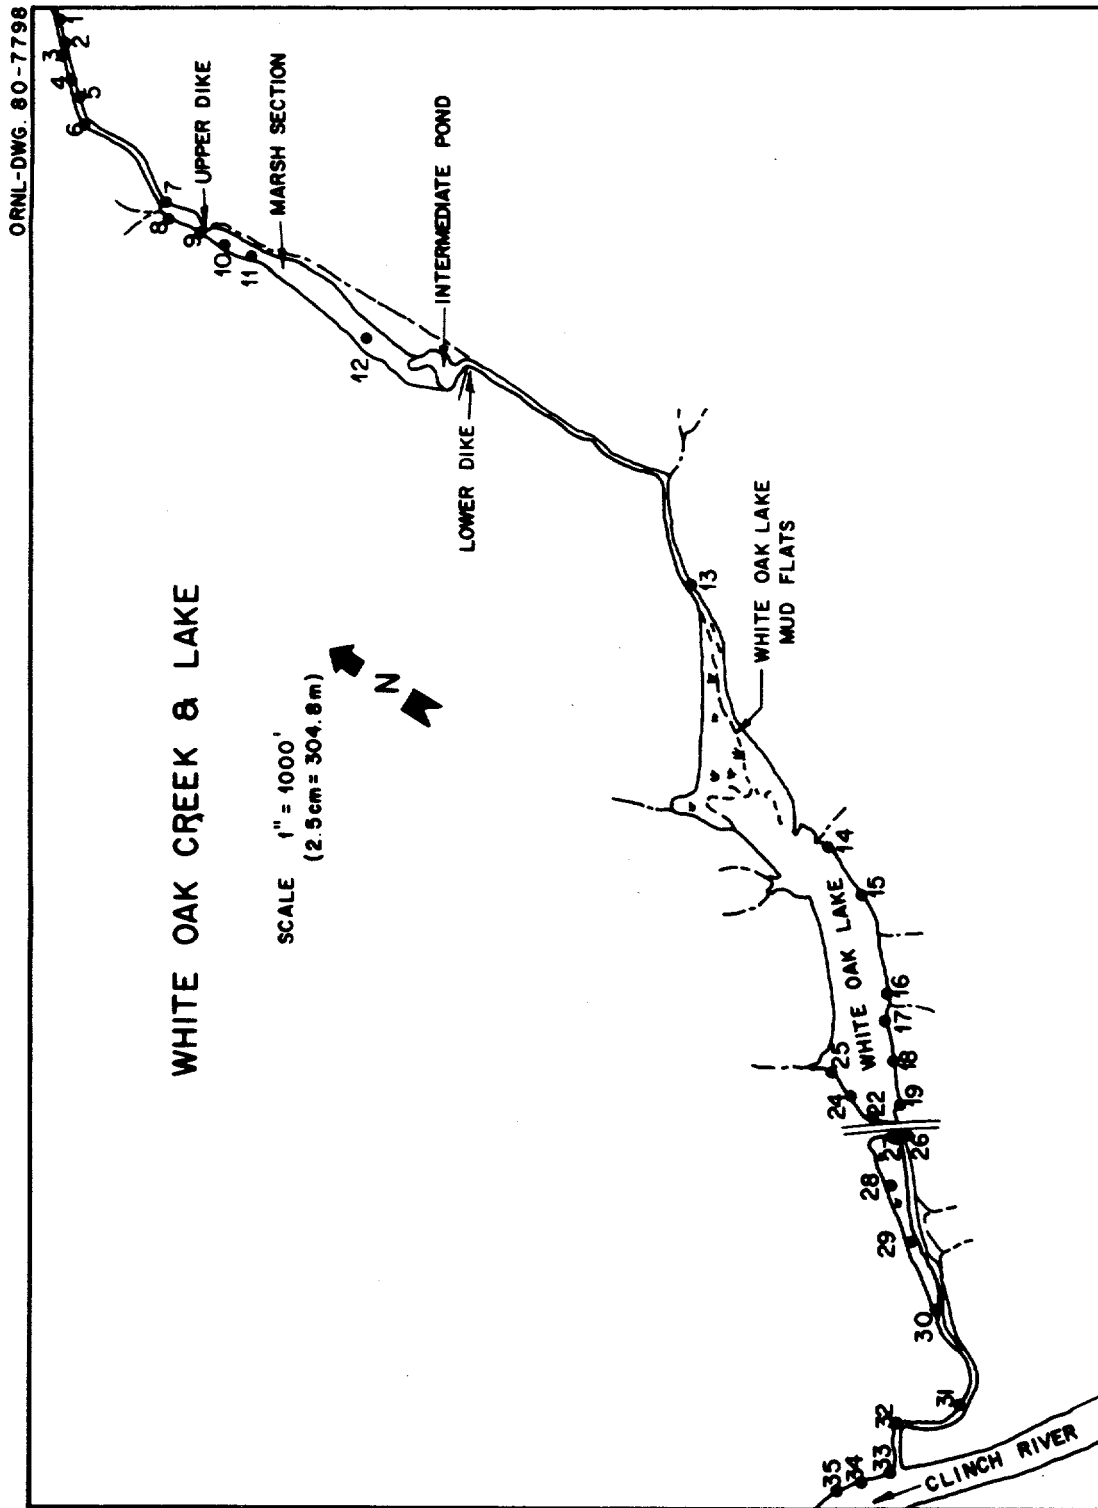 ORNL-DWG. 80-7798
WHITE OAK CREEK & LAKE
SCALE 1" = 1000'
(2.5cm = 304.8m)
N
1
2
3
4
5
6
7
8
9
UPPER DIKE
10
11
MARSH SECTION
12
INTERMEDIATE POND
LOWER DIKE
13
WHITE OAK LAKE
MUD FLATS
14
15
WHITE OAK LAKE
16
17
18
19
22
24
25
26
27
28
29
30
31
32
33
34
35
CLINCH RIVER